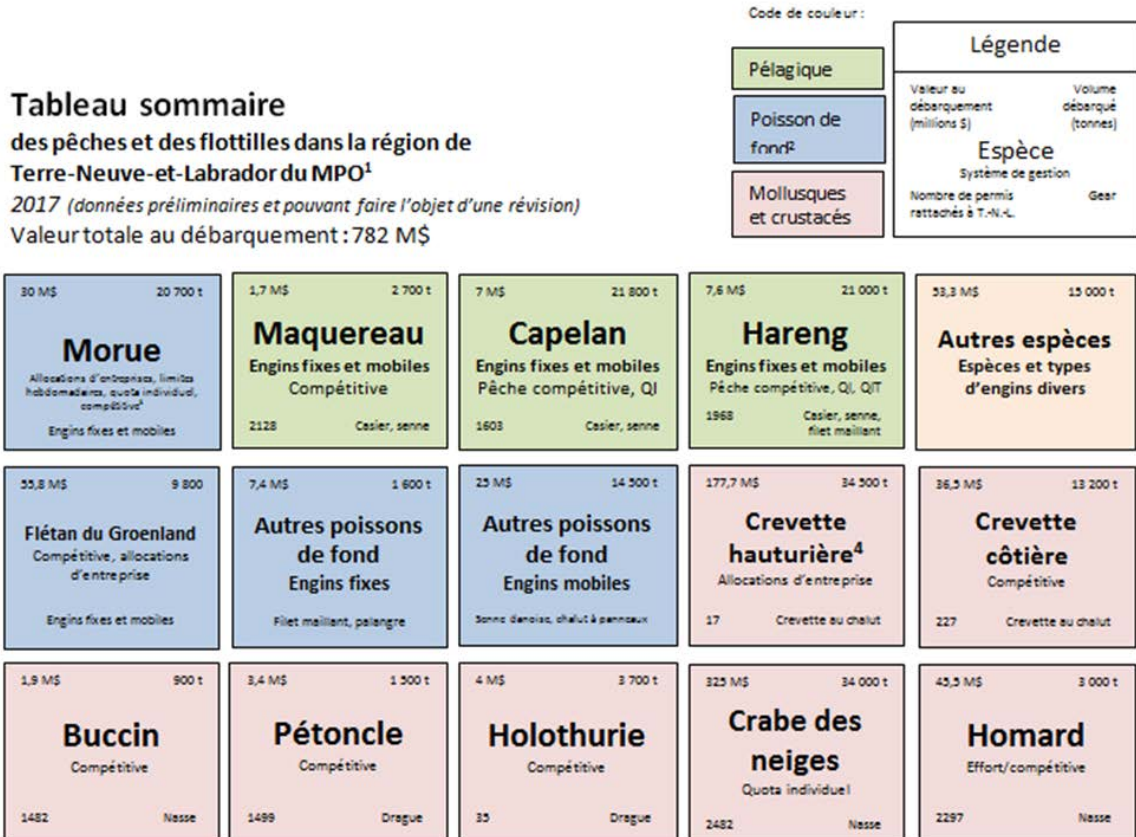 Code de couleur :
Pélagique
Poisson de
fond²
Mollusques
et crustacés
Légende
Valeur au
débarquement
(millions $)
Volume
débarqué
(tonnes)
Espèce
Système de gestion
Nombre de permis
rattachés à T.-N.-L.
Gear
Tableau sommaire
des pêches et des flottilles dans la région de
Terre-Neuve-et-Labrador du MPO¹
2017 (données préliminaires et pouvant faire l'objet d'une révision)
Valeur totale au débarquement : 782 M$
30 M$ 20 700 t
Morue
Allocations d'entreprises, limites
hebdomadaires, quota individuel,
compétitive³
Engins fixes et mobiles
1,7 M$ 2 700 t
Maquereau
Engins fixes et mobiles
Compétitive
2128 Casier, senne
7 M$ 21 800 t
Capelan
Engins fixes et mobiles
Pêche compétitive, QI
1603 Casier, senne
7,6 M$ 21 000 t
Hareng
Engins fixes et mobiles
Pêche compétitive, QI, QIT
1968 Casier, senne,
filet maillant
53,3 M$ 15 000 t
Autres espèces
Espèces et types
d'engins divers
55,8 M$ 9 800
Flétan du Groenland
Compétitive, allocations
d'entreprise
Engins fixes et mobiles
7,4 M$ 1 600 t
Autres poissons
de fond
Engins fixes
Filet maillant, palangre
25 M$ 14 500 t
Autres poissons
de fond
Engins mobiles
Senne danoise, chalut à panneaux
177,7 M$ 34 500 t
Crevette
hauturière⁴
Allocations d'entreprise
17 Crevette au chalut
36,5 M$ 13 200 t
Crevette
côtière
Compétitive
227 Crevette au chalut
1,9 M$ 900 t
Buccin
Compétitive
1482 Nasse
3,4 M$ 1 500 t
Pétoncle
Compétitive
1499 Drague
4 M$ 3 700 t
Holothurie
Compétitive
35 Drague
325 M$ 34 000 t
Crabe des
neiges
Quota individuel
2482 Nasse
45,5 M$ 3 000 t
Homard
Effort/compétitive
2297 Nasse